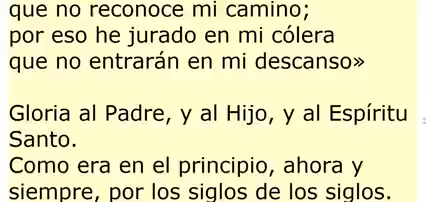 que no reconoce mi camino;
por eso he jurado en mi cólera
que no entrarán en mi descanso»
Gloria al Padre, y al Hijo, y al Espíritu
Santo.
Como era en el principio, ahora y
siempre, por los siglos de los siglos.